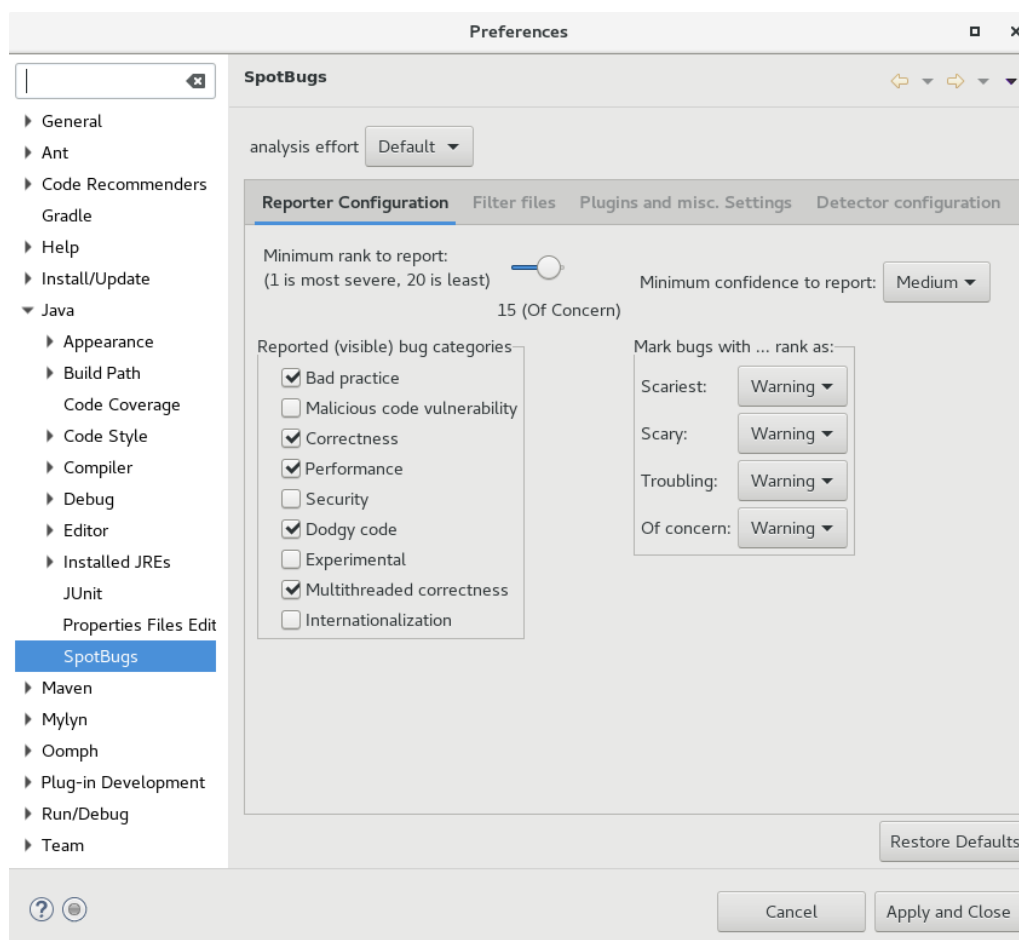 Preferences
SpotBugs
General
Ant
Code Recommenders
Gradle
Help
Install/Update
Java
Appearance
Build Path
Code Coverage
Code Style
Compiler
Debug
Editor
Installed JREs
JUnit
Properties Files Edit
SpotBugs
Maven
Mylyn
Oomph
Plug-in Development
Run/Debug
Team
analysis effort Default
Reporter Configuration Filter files Plugins and misc. Settings Detector configuration
Minimum rank to report:
(1 is most severe, 20 is least)
15 (Of Concern)
Minimum confidence to report: Medium
Reported (visible) bug categories
Bad practice
Malicious code vulnerability
Correctness
Performance
Security
Dodgy code
Experimental
Multithreaded correctness
Internationalization
Mark bugs with ... rank as:
Scariest: Warning
Scary: Warning
Troubling: Warning
Of concern: Warning
Restore Defaults
? Cancel Apply and Close